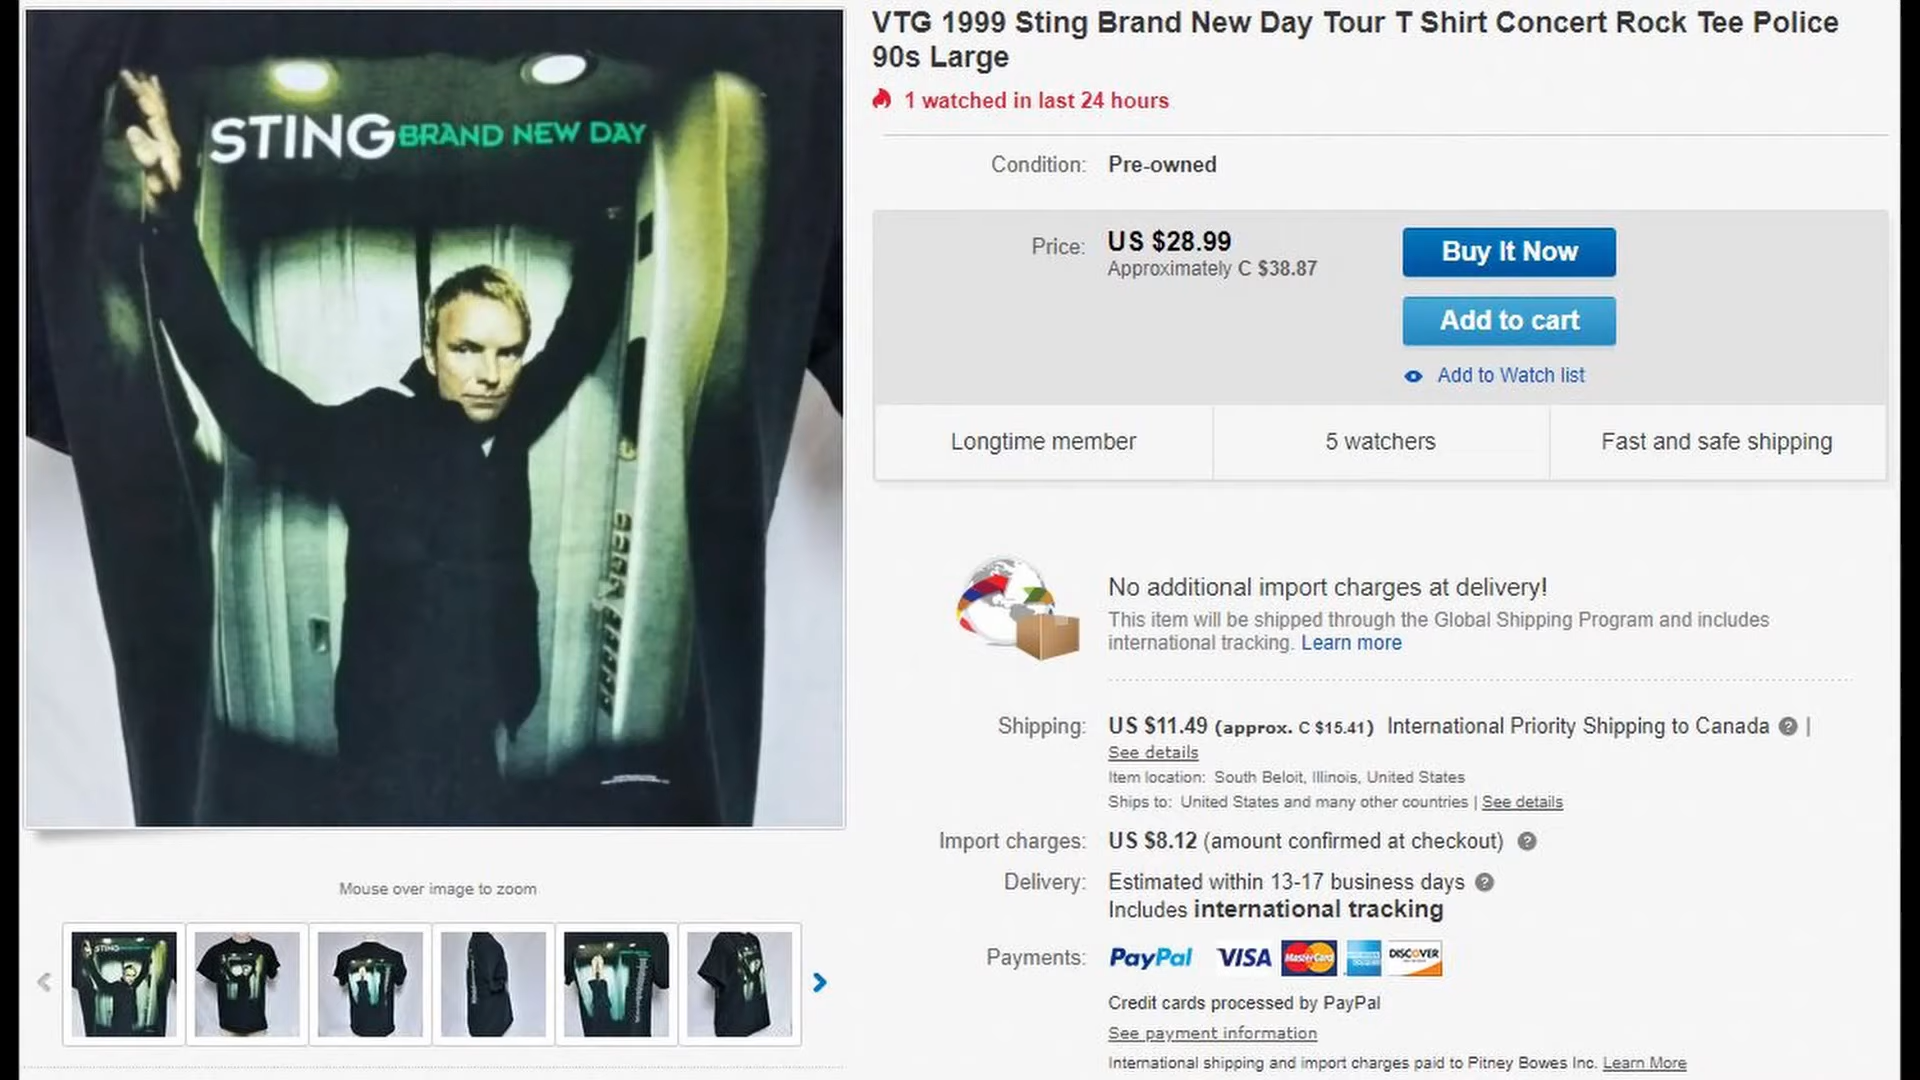 VTG 1999 Sting Brand New Day Tour T Shirt Concert Rock Tee Police
90s Large
1 watched in last 24 hours
STING BRAND NEW DAY
Condition: Pre-owned
Price: US $28.99
Approximately C $38.87
Buy It Now
Add to cart
Add to Watch list
Longtime member
5 watchers
Fast and safe shipping
No additional import charges at delivery!
This item will be shipped through the Global Shipping Program and includes
international tracking. Learn more
Shipping: US $11.49 (approx. C $15.41) International Priority Shipping to Canada ? |
See details
Item location: South Beloit, Illinois, United States
Ships to: United States and many other countries | See details
Import charges: US $8.12 (amount confirmed at checkout) ?
Delivery: Estimated within 13-17 business days ?
Includes international tracking
Mouse over image to zoom
Payments: PayPal VISA MasterCard DISCOVER
Credit cards processed by PayPal
See payment information
International shipping and import charges paid to Pitney Bowes Inc. Learn More